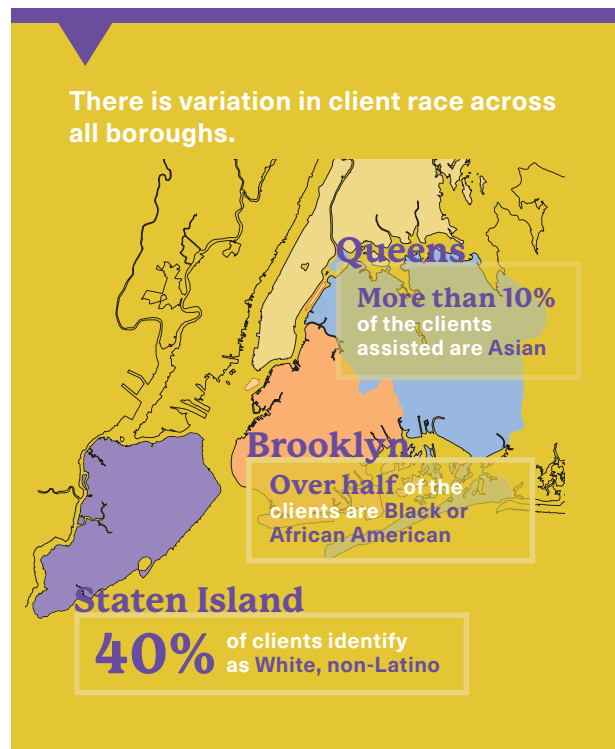 There is variation in client race across
all boroughs.
Queens
More than 10%
of the clients
assisted are Asian
Brooklyn
Over half of the
clients are Black or
African American
Staten Island
40% of clients identify
as White, non-Latino